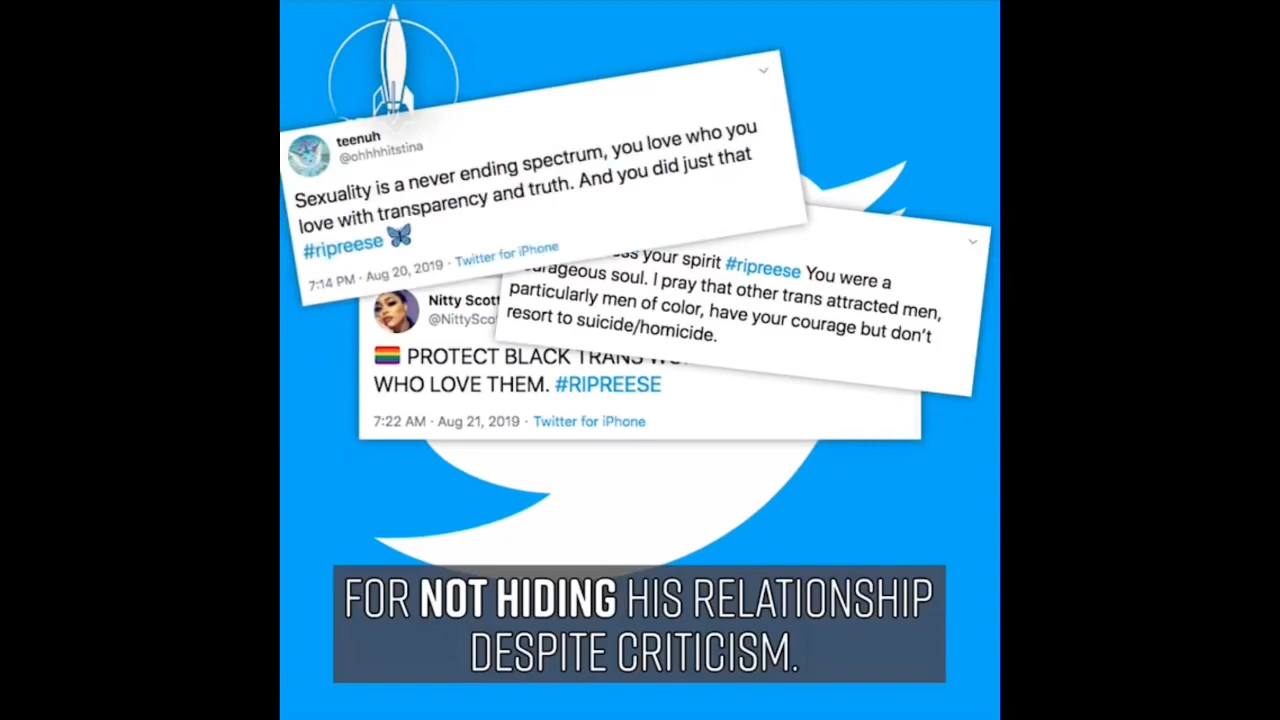 teenuh
@ohhhhitstina
Sexuality is a never ending spectrum, you love who you
love with transparency and truth. And you did just that
#ripreese
7:14 PM · Aug 20, 2019 · Twitter for iPhone
your spirit #ripreese You were a
soul. I pray that other trans attracted men,
particularly men of color, have your courage but don't
resort to suicide/homicide.
Nitty Scott
PROTECT BLACK TRANS
WHO LOVE THEM. #RIPREESE
7:22 AM · Aug 21, 2019 · Twitter for iPhone
FOR NOT HIDING HIS RELATIONSHIP
DESPITE CRITICISM.